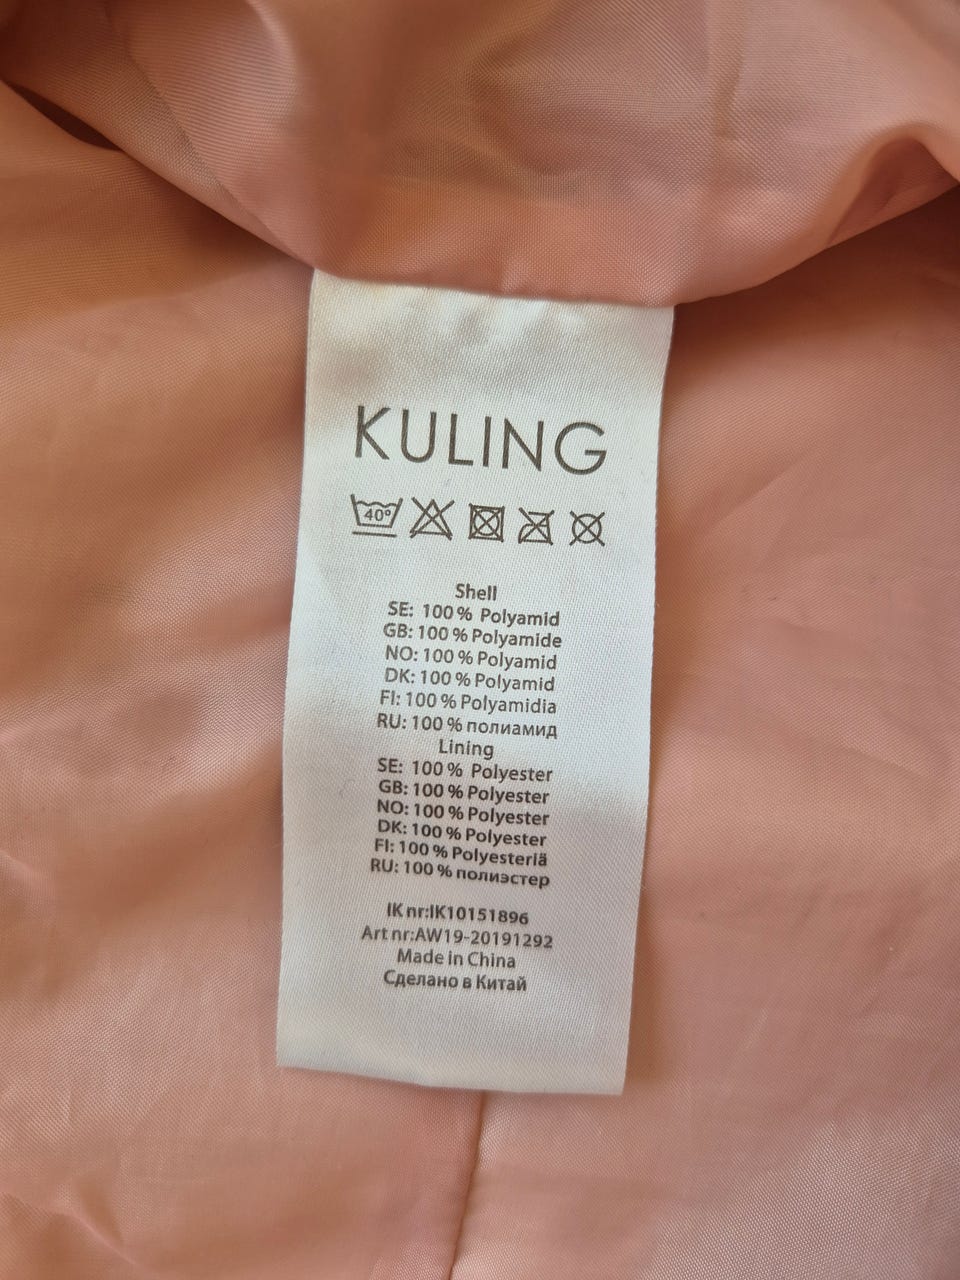 KULING
40°
Shell
SE: 100 % Polyamid
GB: 100 % Polyamide
NO: 100 % Polyamid
DK: 100 % Polyamid
FI: 100 % Polyamidia
RU: 100 % полиамид
Lining
SE: 100 % Polyester
GB: 100 % Polyester
NO: 100 % Polyester
DK: 100 % Polyester
FI: 100 % Polyesteriä
RU: 100 % полиэстер
IK nr:IK10151896
Art nr:AW19-20191292
Made in China
Сделано в Китай